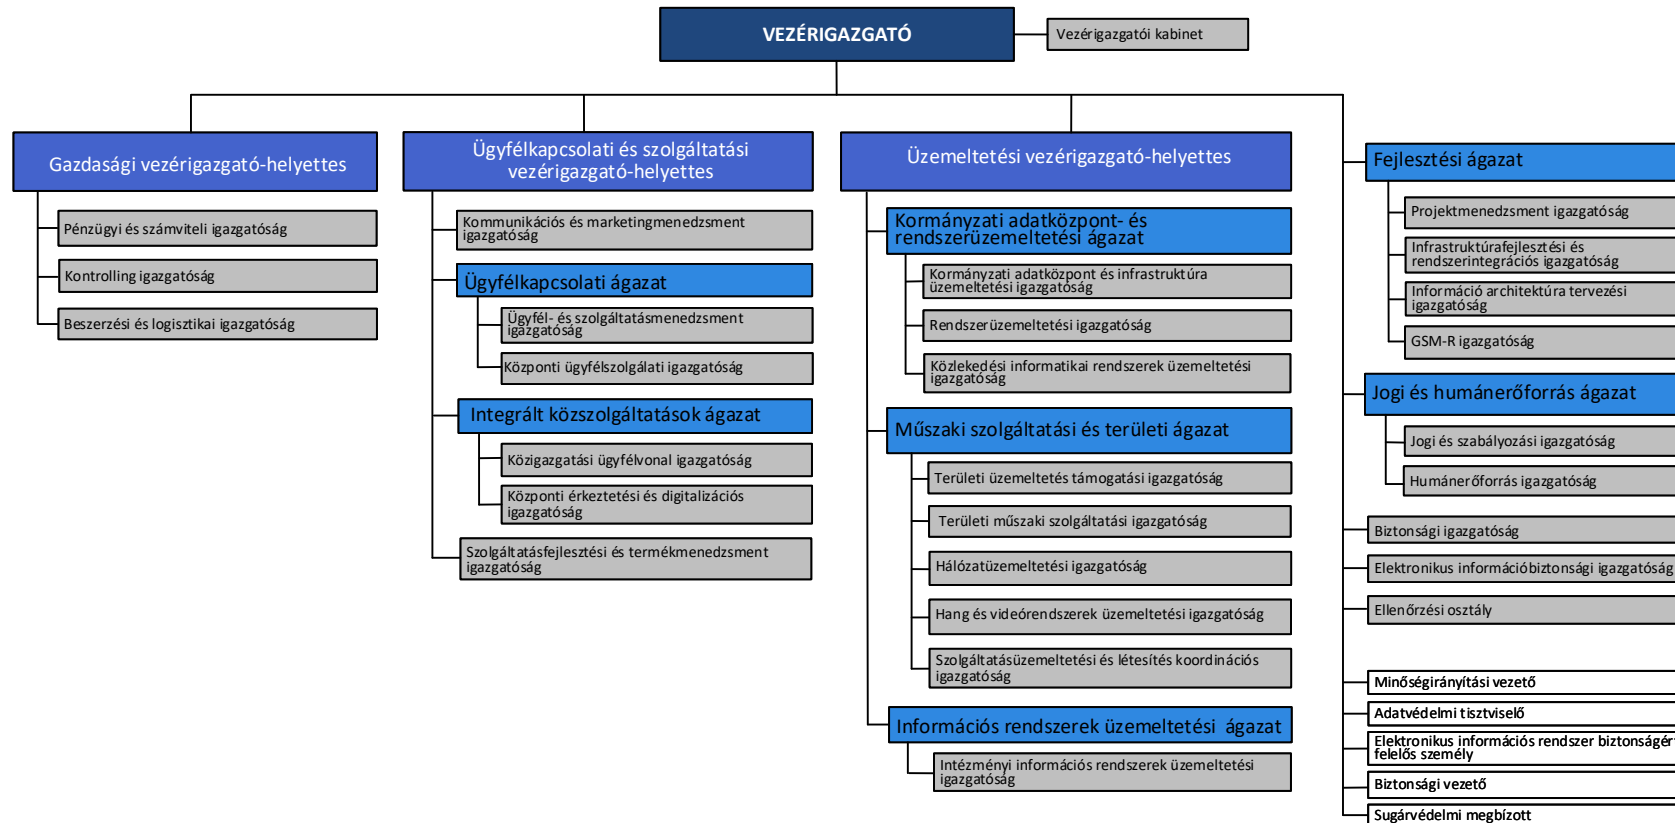 VEZÉRIGAZGATÓ
Vezérigazgatói kabinet
Gazdasági vezérigazgató-helyettes
Pénzügyi és számviteli igazgatóság
Kontrolling igazgatóság
Beszerzési és logisztikai igazgatóság
Ügyfélkapcsolati és szolgáltatási
vezérigazgató-helyettes
Kommunikációs és marketingmenedzsment
igazgatóság
Ügyfélkapcsolati ágazat
Ügyfél- és szolgáltatásmenedzsment
igazgatóság
Központi ügyfélszolgálati igazgatóság
Integrált közszolgáltatások ágazat
Közigazgatási ügyfélvonal igazgatóság
Központi érkeztetési és digitalizációs
igazgatóság
Szolgáltatásfejlesztési és termékmenedzsment
igazgatóság
Üzemeltetési vezérigazgató-helyettes
Kormányzati adatközpont- és
rendszerüzemeltetési ágazat
Kormányzati adatközpont és infrastruktúra
üzemeltetési igazgatóság
Rendszerüzemeltetési igazgatóság
Közlekedési informatikai rendszerek üzemeltetési
igazgatóság
Műszaki szolgáltatási és területi ágazat
Területi üzemeltetés támogatási igazgatóság
Területi műszaki szolgáltatási igazgatóság
Hálózatüzemeltetési igazgatóság
Hang és videórendszerek üzemeltetési igazgatóság
Szolgáltatásüzemeltetési és létesítés koordinációs
igazgatóság
Információs rendszerek üzemeltetési ágazat
Intézményi információs rendszerek üzemeltetési
igazgatóság
Fejlesztési ágazat
Projektmenedzsment igazgatóság
Infrastruktúrafejlesztési és
rendszerintegrációs igazgatóság
Információ architektúra tervezési
igazgatóság
GSM-R igazgatóság
Jogi és humánerőforrás ágazat
Jogi és szabályozási igazgatóság
Humánerőforrás igazgatóság
Biztonsági igazgatóság
Elektronikus információbiztonsági igazgatóság
Ellenőrzési osztály
Minőségirányítási vezető
Adatvédelmi tisztviselő
Elektronikus információs rendszer biztonságér
felelős személy
Biztonsági vezető
Sugárvédelmi megbízott